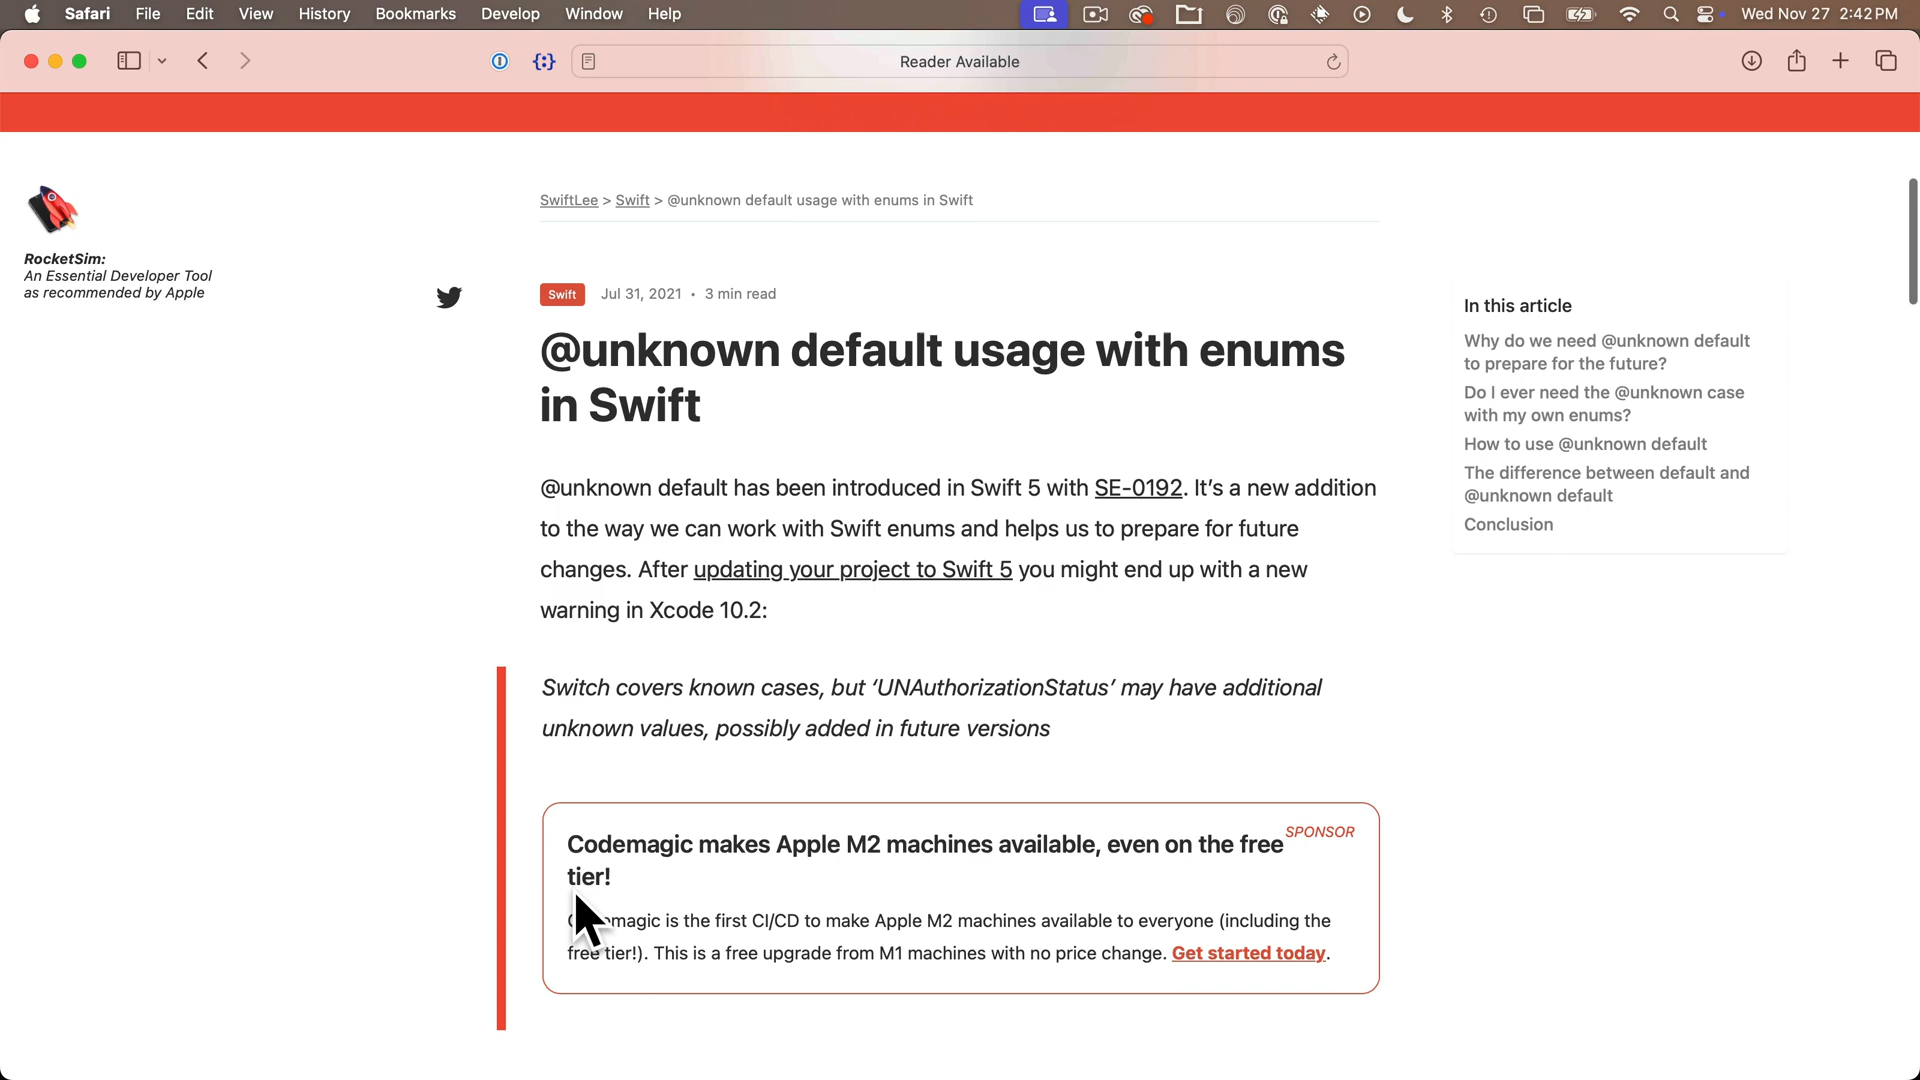 Safari File Edit View History Bookmarks Develop Window Help Wed Nov 27 2:42 PM
Reader Available
SwiftLee > Swift > @unknown default usage with enums in Swift
RocketSim:
An Essential Developer Tool
as recommended by Apple
Swift Jul 31, 2021 • 3 min read
@unknown default usage with enums
in Swift
@unknown default has been introduced in Swift 5 with SE-0192. It’s a new addition
to the way we can work with Swift enums and helps us to prepare for future
changes. After updating your project to Swift 5 you might end up with a new
warning in Xcode 10.2:
Switch covers known cases, but ‘UNAuthorizationStatus’ may have additional
unknown values, possibly added in future versions
SPONSOR
Codemagic makes Apple M2 machines available, even on the free
tier!
magic is the first CI/CD to make Apple M2 machines available to everyone (including the
free tier!). This is a free upgrade from M1 machines with no price change. Get started today.
In this article
Why do we need @unknown default
to prepare for the future?
Do I ever need the @unknown case
with my own enums?
How to use @unknown default
The difference between default and
@unknown default
Conclusion